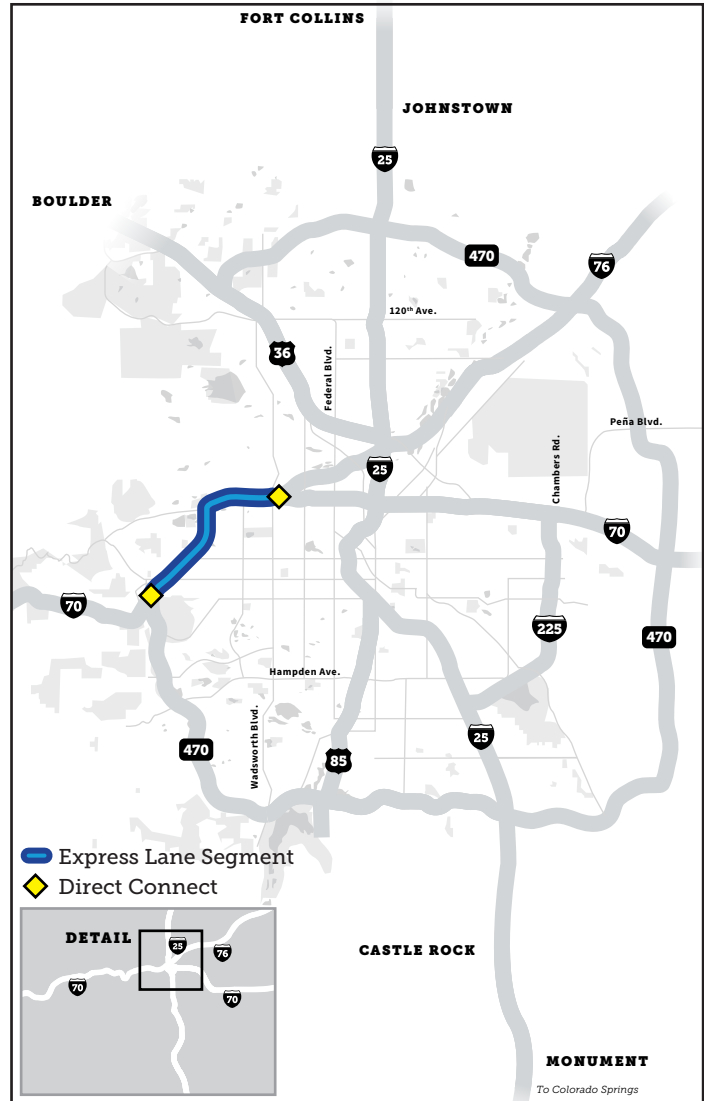 FORT COLLINS
JOHNSTOWN
25
BOULDER
470
76
120th Ave.
36
Federal Blvd.
Peña Blvd.
Chambers Rd.
25
70
70
225
470
Hampden Ave.
Wadsworth Blvd.
25
470
85
Express Lane Segment
Direct Connect
DETAIL
25
76
70
70
CASTLE ROCK
MONUMENT
To Colorado Springs